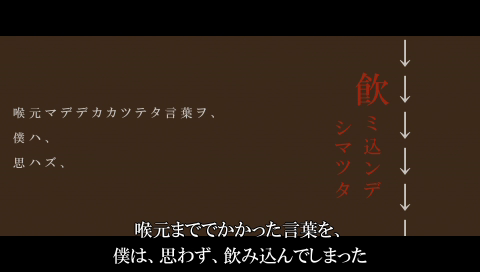 喉元マデデカカツテタ言葉ヲ、
僕ハ、
思ハズ、
飲
ミ込ンデ
シマツタ
喉元まででかかった言葉を、
僕は、思わず、飲み込んでしまった